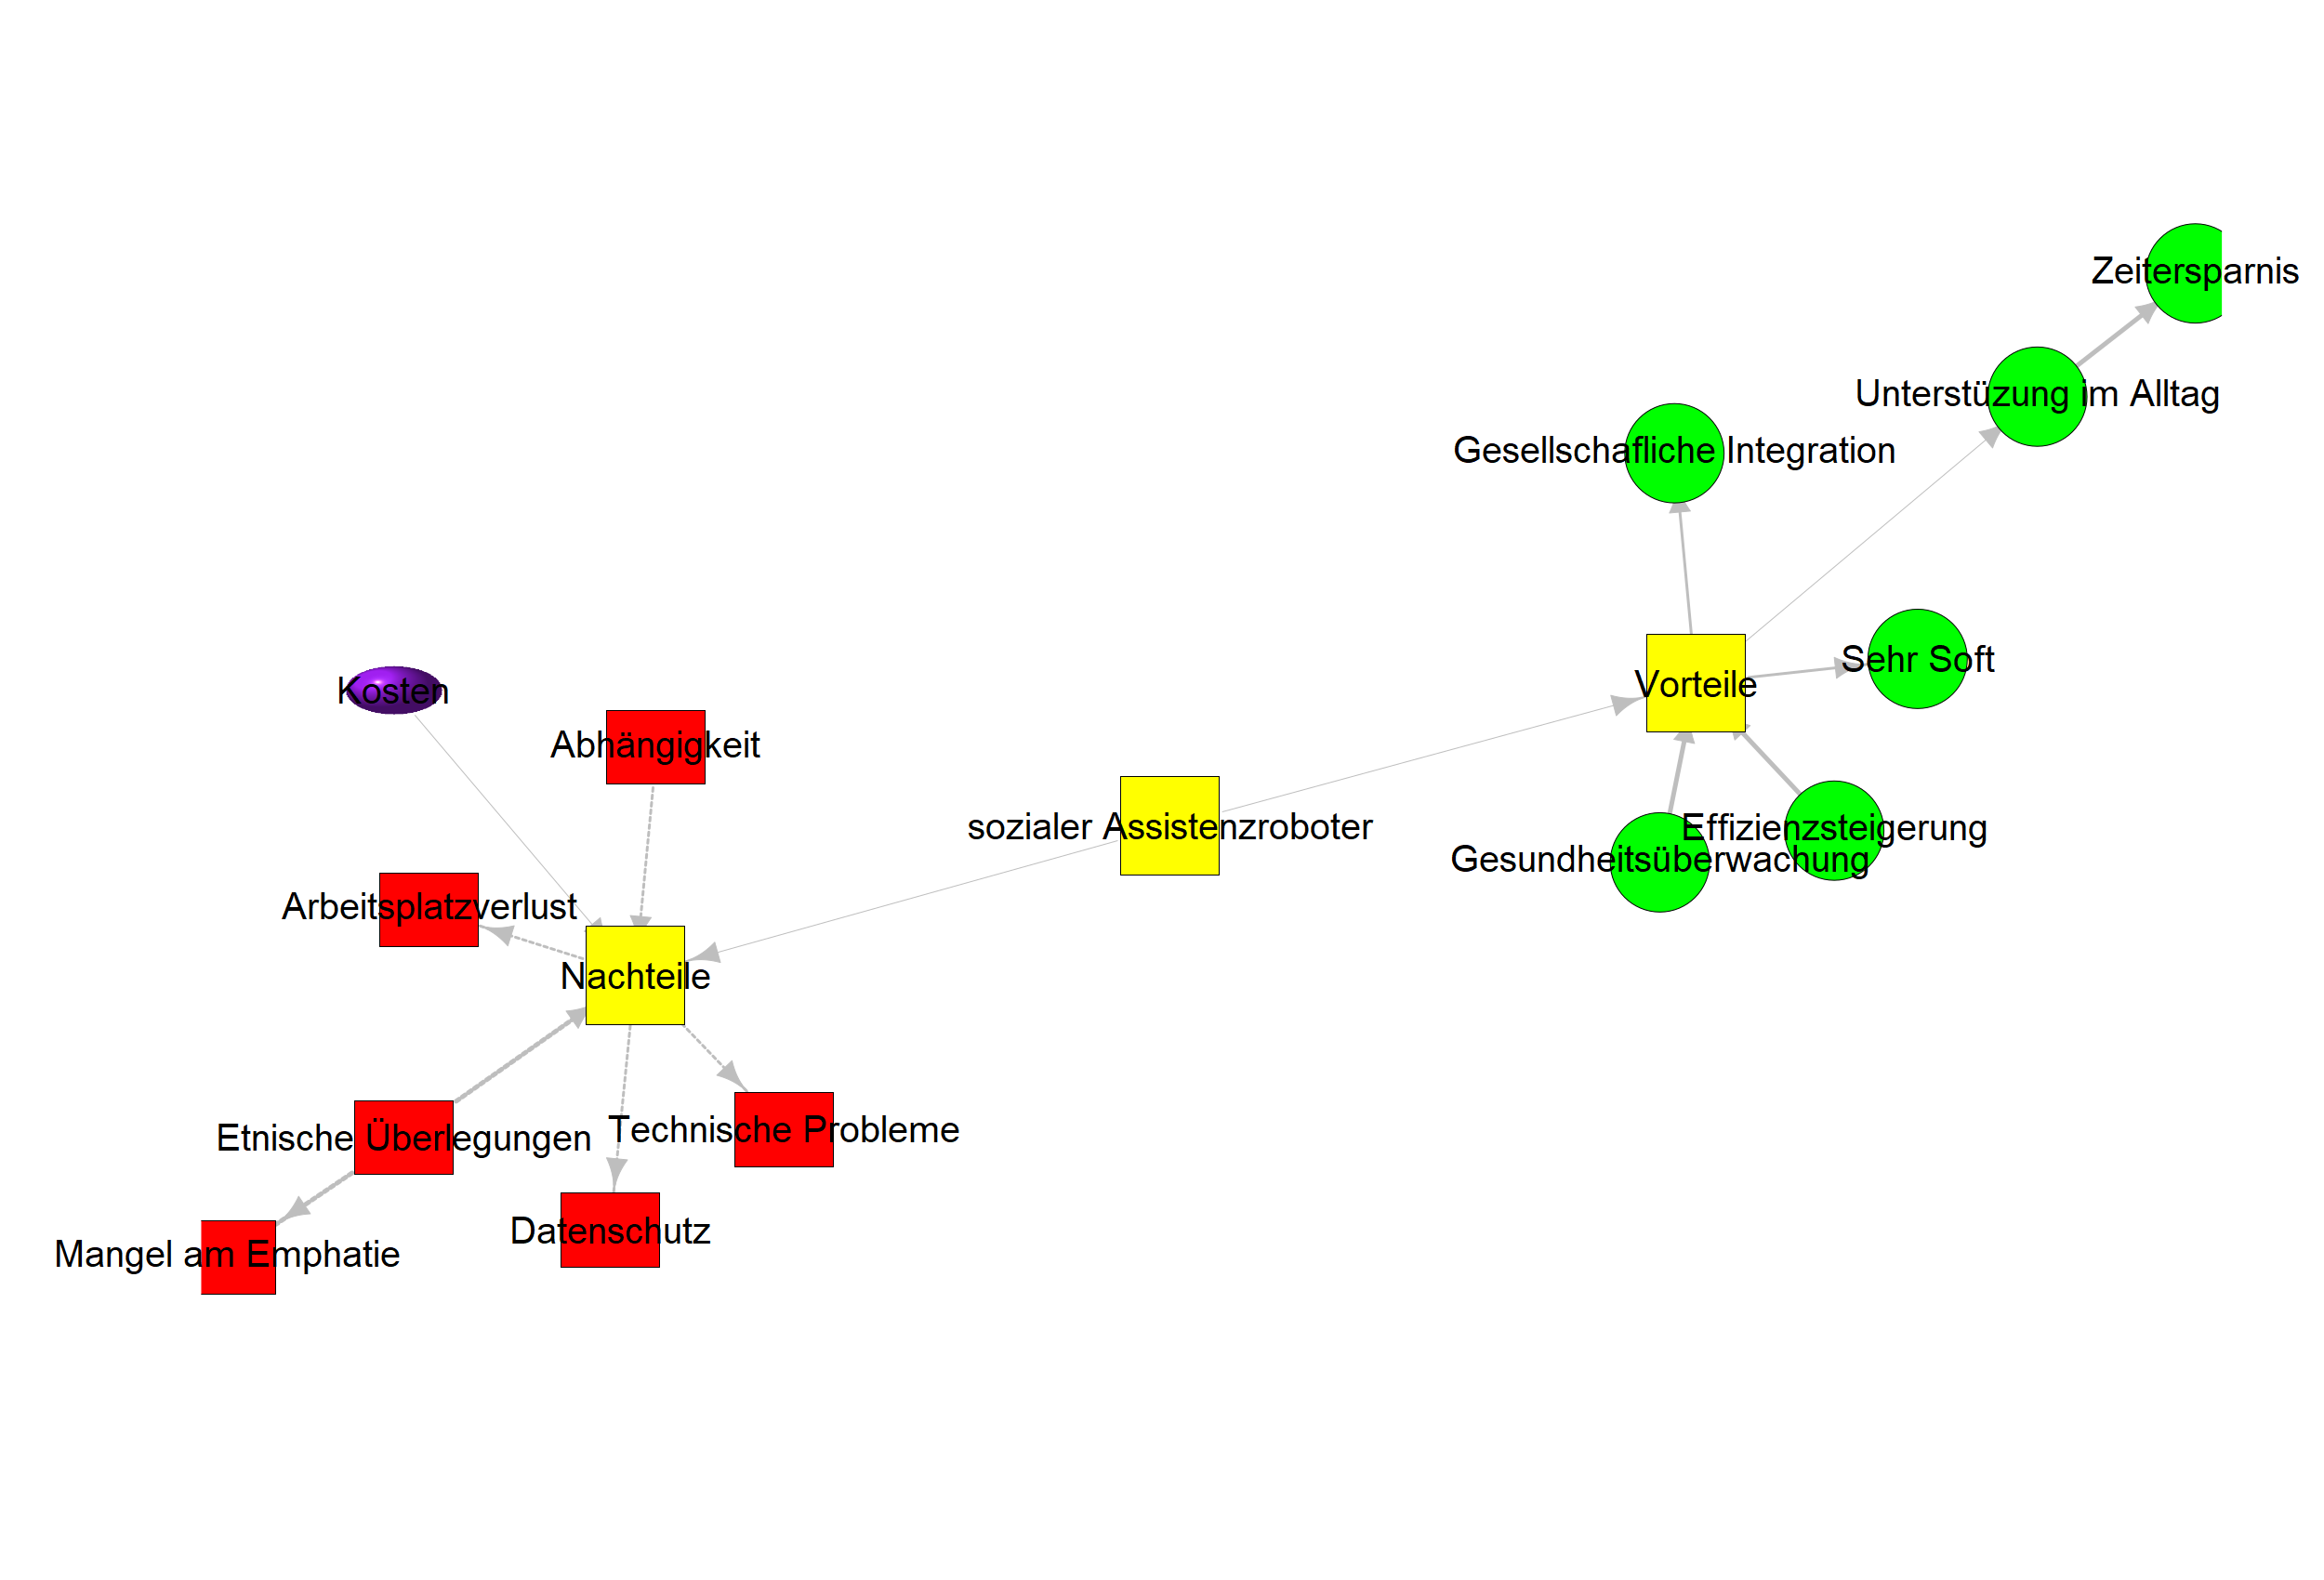 Zeitersparnis
Unterstüzung im Alltag
Gesellschafliche Integration
Sehr Soft
Vorteile
Kosten
Abhängigkeit
sozialer Assistenzroboter
Effizienzsteigerung
Gesundheitsüberwachung
Arbeitsplatzverlust
Nachteile
Technische Probleme
Etnische Überlegungen
Datenschutz
Mangel am Emphatie